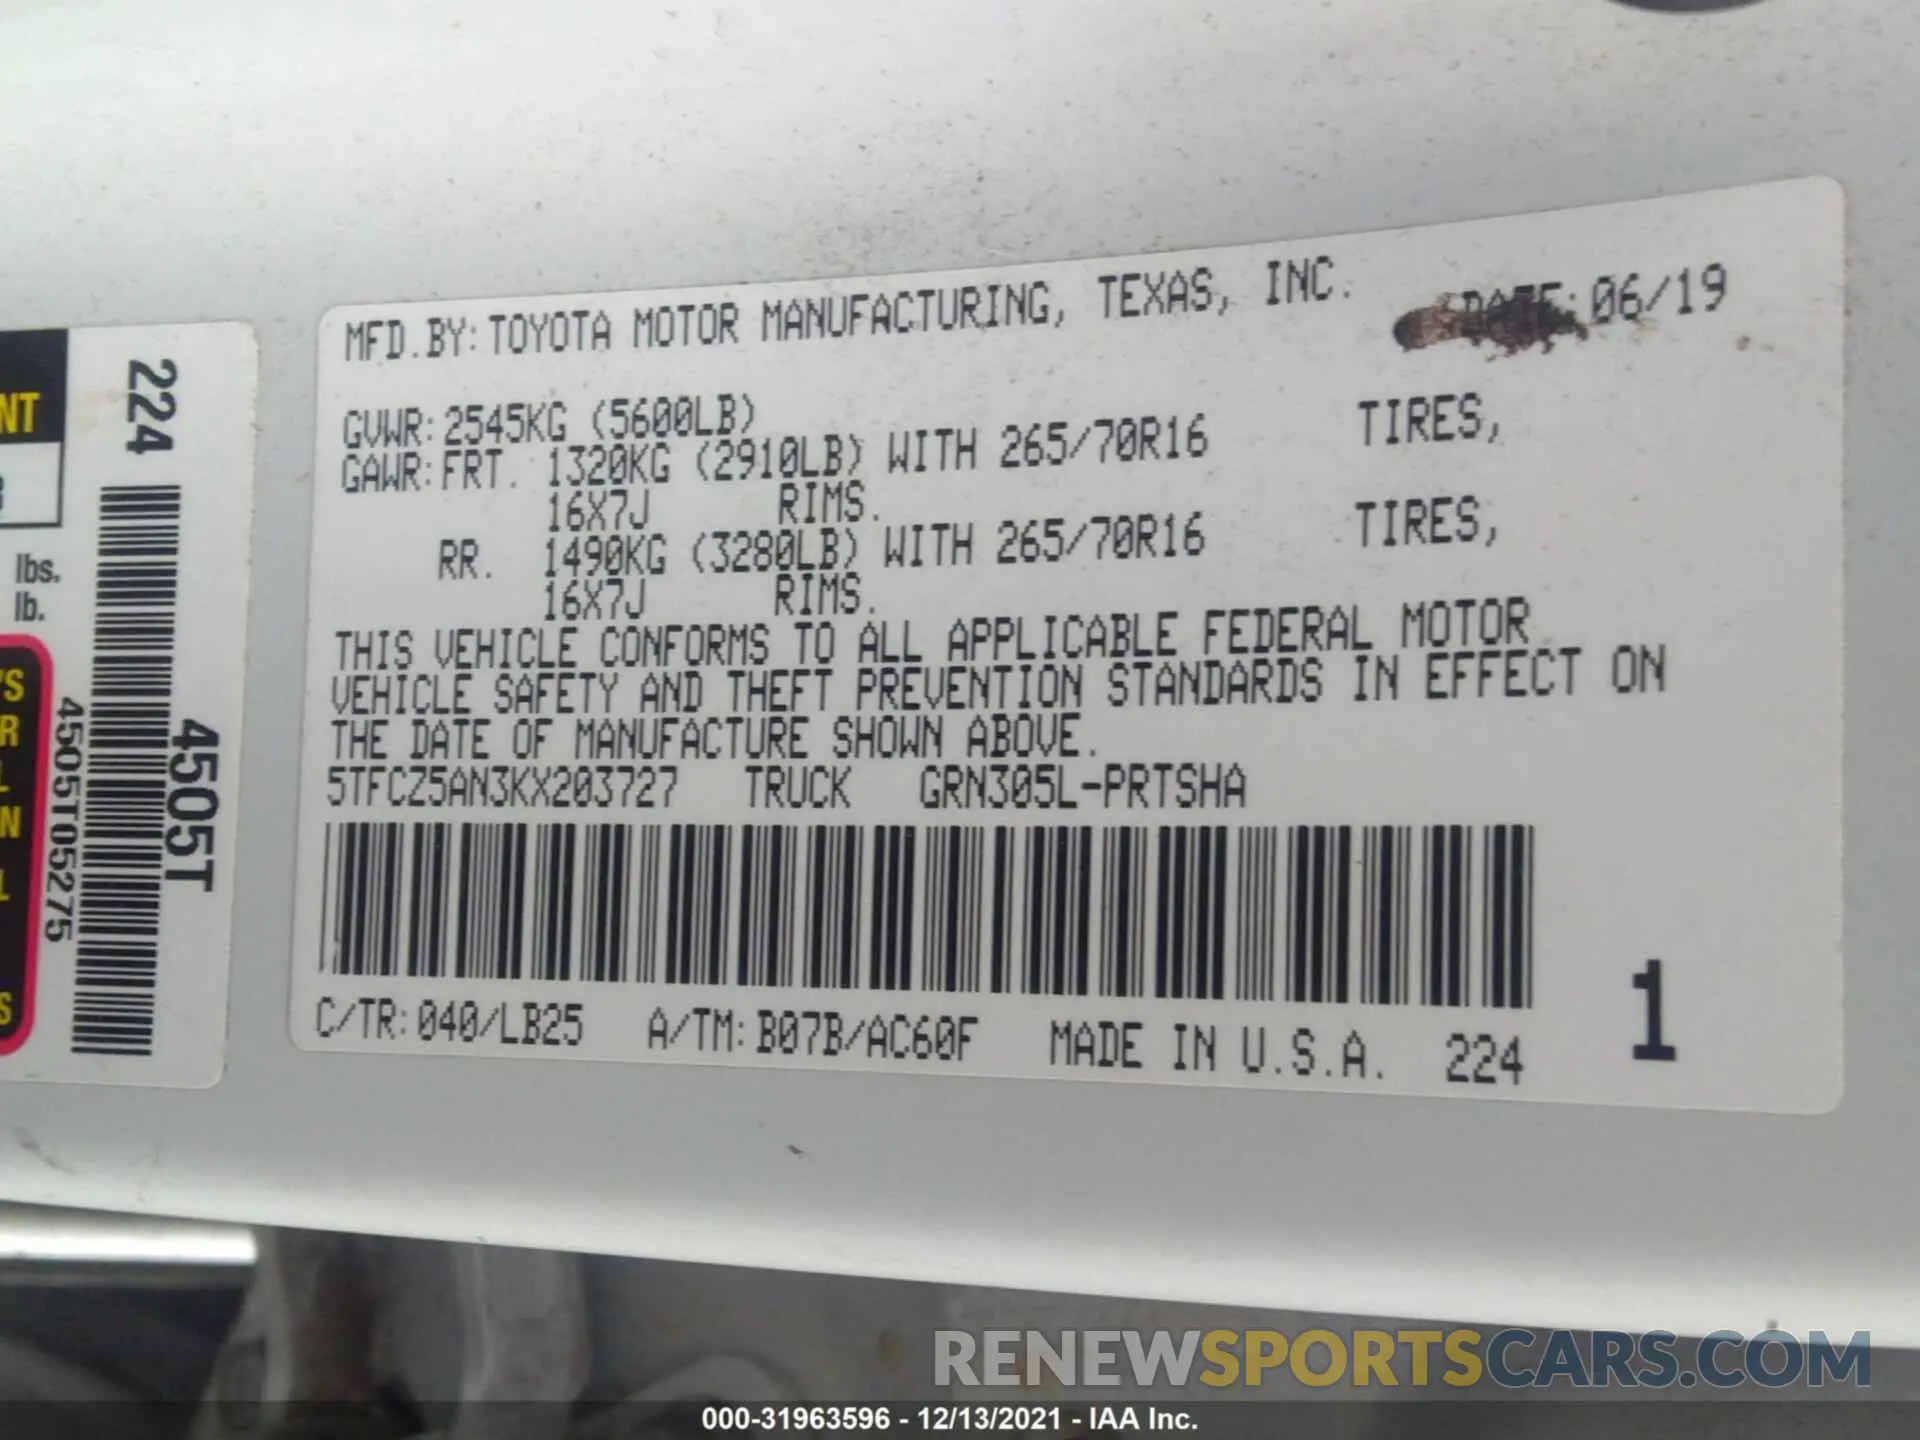 MFD.BY: TOYOTA MOTOR MANUFACTURING, TEXAS, INC. DATE: 06/19
GVWR: 2545KG (5600LB)
GAWR: FRT. 1320KG (2910LB) WITH 265/70R16 TIRES,
16X7J RIMS.
RR. 1490KG (3280LB) WITH 265/70R16 TIRES,
16X7J RIMS.
THIS VEHICLE CONFORMS TO ALL APPLICABLE FEDERAL MOTOR
VEHICLE SAFETY AND THEFT PREVENTION STANDARDS IN EFFECT ON
THE DATE OF MANUFACTURE SHOWN ABOVE.
5TFCZ5AN3KX203727 TRUCK GRN305L-PRTSHA
C/TR: 040/LB25 A/TM: B07B/AC60F MADE IN U.S.A. 224
1
224
4505T
4505T05275
NT
lbs.
lb.
'S
R
L
N
L
S
RENEWSPORTSCARS.COM
000-31963596 - 12/13/2021 - IAA Inc.